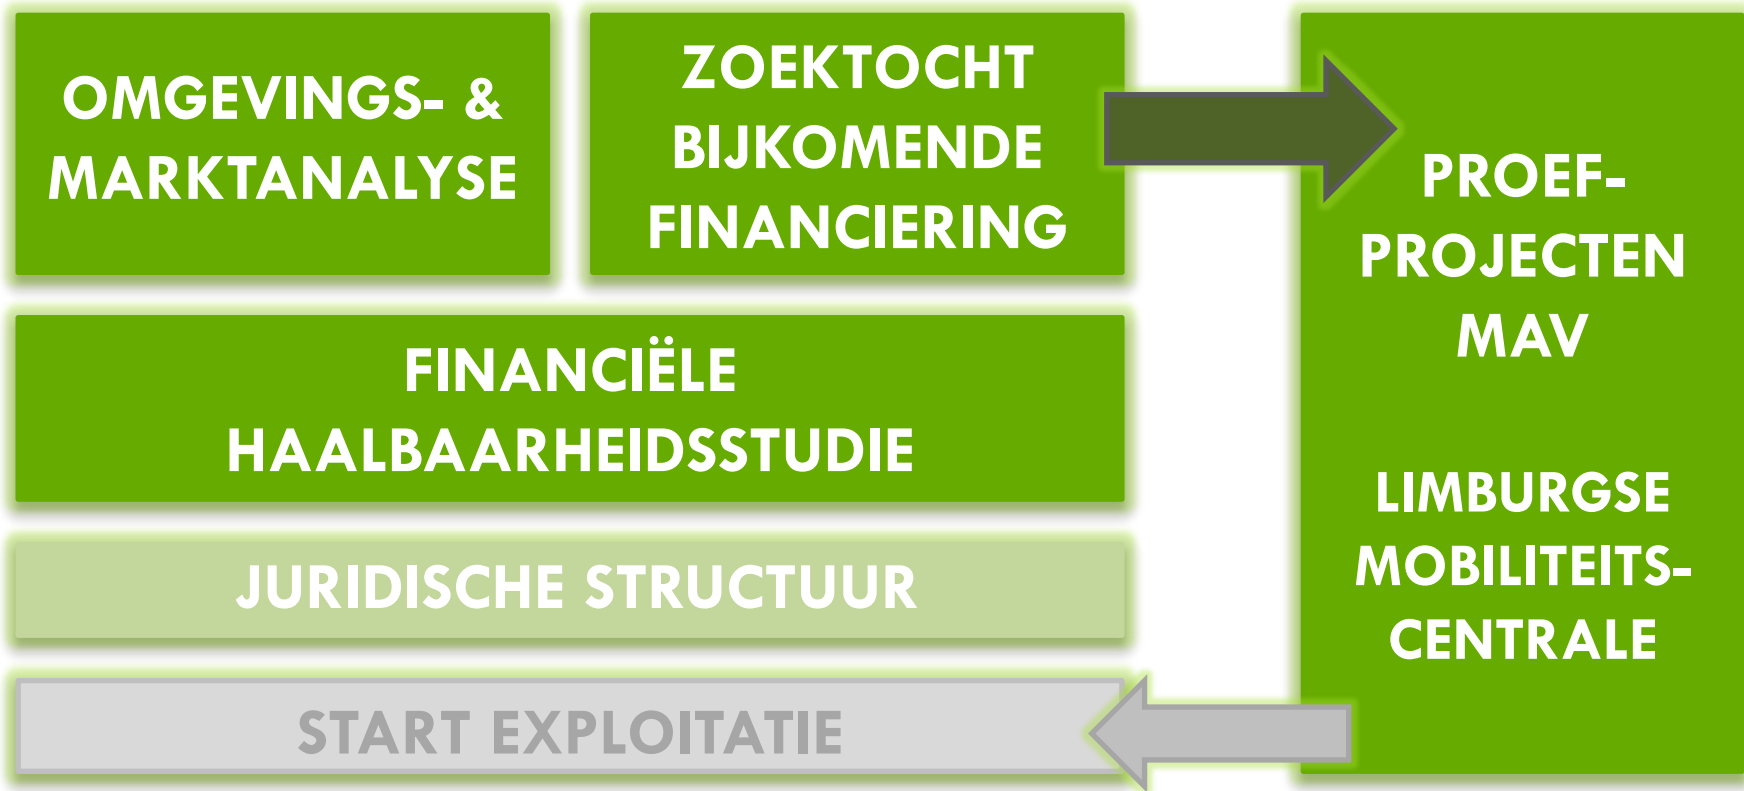 OMGEVINGS- &
MARKTANALYSE
ZOEKTOCHT
BIJKOMENDE
FINANCIERING
FINANCIËLE
HAALBAARHEIDSSTUDIE
JURIDISCHE STRUCTUUR
START EXPLOITATIE
PROEF-
PROJECTEN
MAV
LIMBURGSE
MOBILITEITS-
CENTRALE